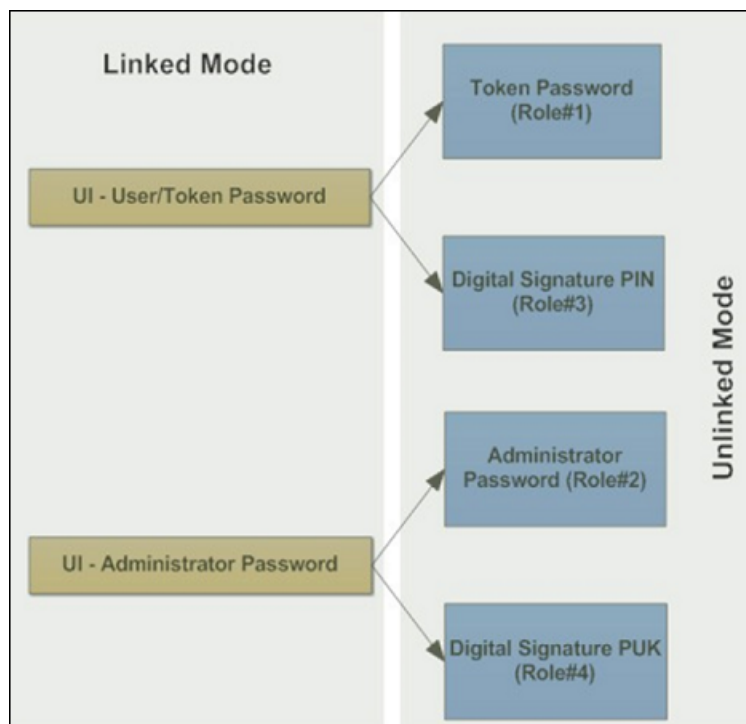 Linked Mode
UI - User/Token Password
UI - Administrator Password
Token Password
(Role#1)
Digital Signature PIN
(Role#3)
Administrator
Password (Role#2)
Digital Signature PUK
(Role#4)
Unlinked Mode